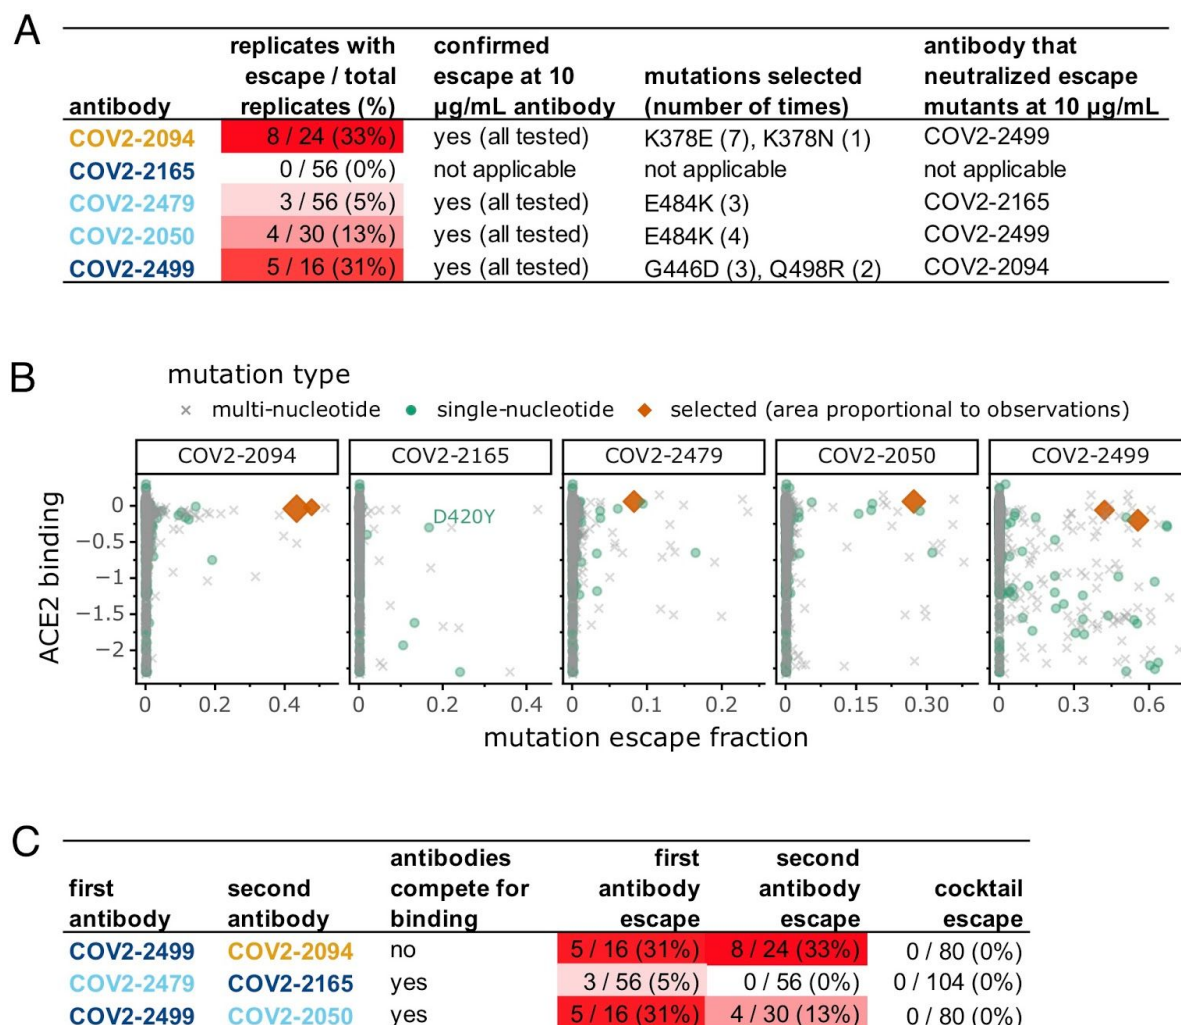 A
antibody | replicates with escape / total replicates (%) | confirmed escape at 10 µg/mL antibody | mutations selected (number of times) | antibody that neutralized escape mutants at 10 µg/mL
COV2-2094 | 8 / 24 (33%) | yes (all tested) | K378E (7), K378N (1) | COV2-2499
COV2-2165 | 0 / 56 (0%) | not applicable | not applicable | not applicable
COV2-2479 | 3 / 56 (5%) | yes (all tested) | E484K (3) | COV2-2165
COV2-2050 | 4 / 30 (13%) | yes (all tested) | E484K (4) | COV2-2499
COV2-2499 | 5 / 16 (31%) | yes (all tested) | G446D (3), Q498R (2) | COV2-2094
B
mutation type
multi-nucleotide single-nucleotide selected (area proportional to observations)
COV2-2094 COV2-2165 COV2-2479 COV2-2050 COV2-2499
ACE2 binding
0
−0.5
−1
−1.5
−2
D420Y
0 0.2 0.4 0 0.2 0.4 0 0.1 0.2 0 0.15 0.30 0 0.3 0.6
mutation escape fraction
C
first antibody | second antibody | antibodies compete for binding | first antibody escape | second antibody escape | cocktail escape
COV2-2499 | COV2-2094 | no | 5 / 16 (31%) | 8 / 24 (33%) | 0 / 80 (0%)
COV2-2479 | COV2-2165 | yes | 3 / 56 (5%) | 0 / 56 (0%) | 0 / 104 (0%)
COV2-2499 | COV2-2050 | yes | 5 / 16 (31%) | 4 / 30 (13%) | 0 / 80 (0%)